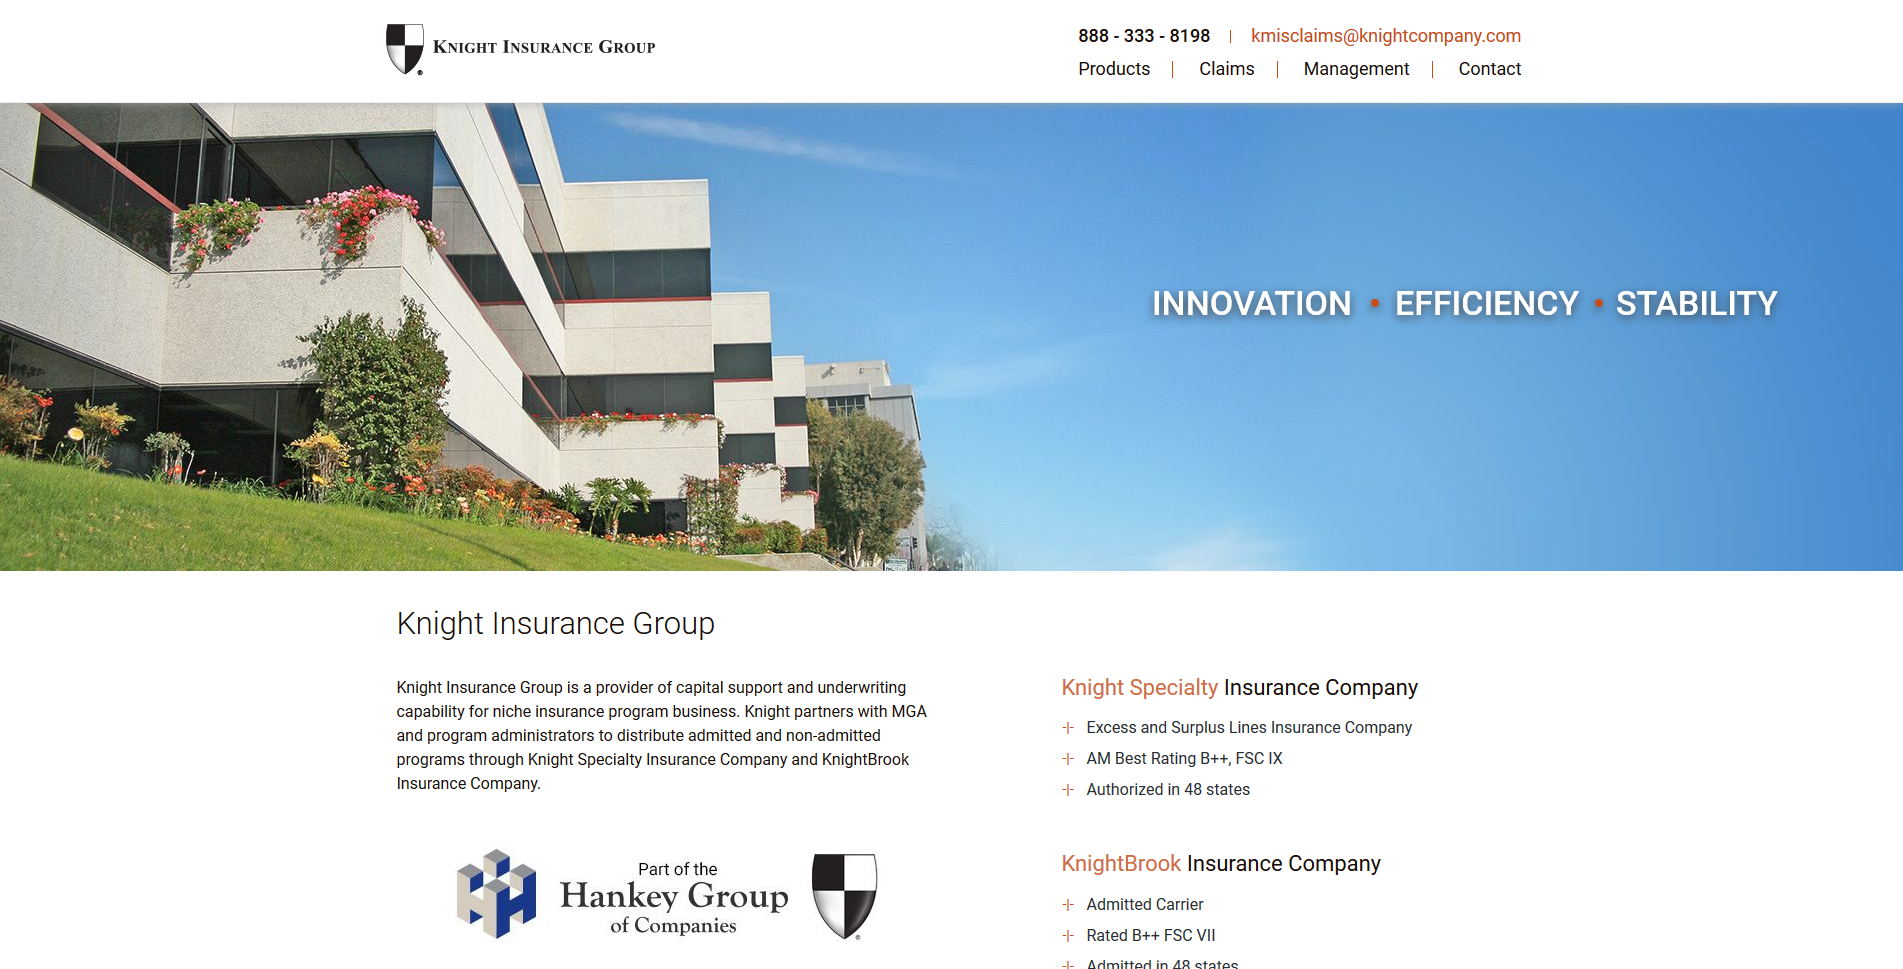 KNIGHT INSURANCE GROUP
888 - 333 - 8198 | kmisclaims@knightcompany.com
Products | Claims | Management | Contact
INNOVATION • EFFICIENCY • STABILITY
Knight Insurance Group
Knight Insurance Group is a provider of capital support and underwriting
capability for niche insurance program business. Knight partners with MGA
and program administrators to distribute admitted and non-admitted
programs through Knight Specialty Insurance Company and KnightBrook
Insurance Company.
Part of the
Hankey Group
of Companies
Knight Specialty Insurance Company
Excess and Surplus Lines Insurance Company
AM Best Rating B++, FSC IX
Authorized in 48 states
KnightBrook Insurance Company
Admitted Carrier
Rated B++ FSC VII
Admitted in 48 states